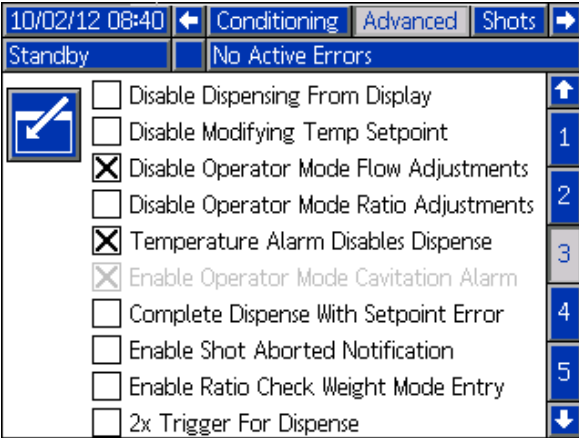 10/02/12 08:40 Conditioning Advanced Shots
Standby No Active Errors
Disable Dispensing From Display
Disable Modifying Temp Setpoint
1
Disable Operator Mode Flow Adjustments
Disable Operator Mode Ratio Adjustments
2
Temperature Alarm Disables Dispense
3
Enable Operator Mode Cavitation Alarm
Complete Dispense With Setpoint Error
4
Enable Shot Aborted Notification
Enable Ratio Check Weight Mode Entry
5
2x Trigger For Dispense